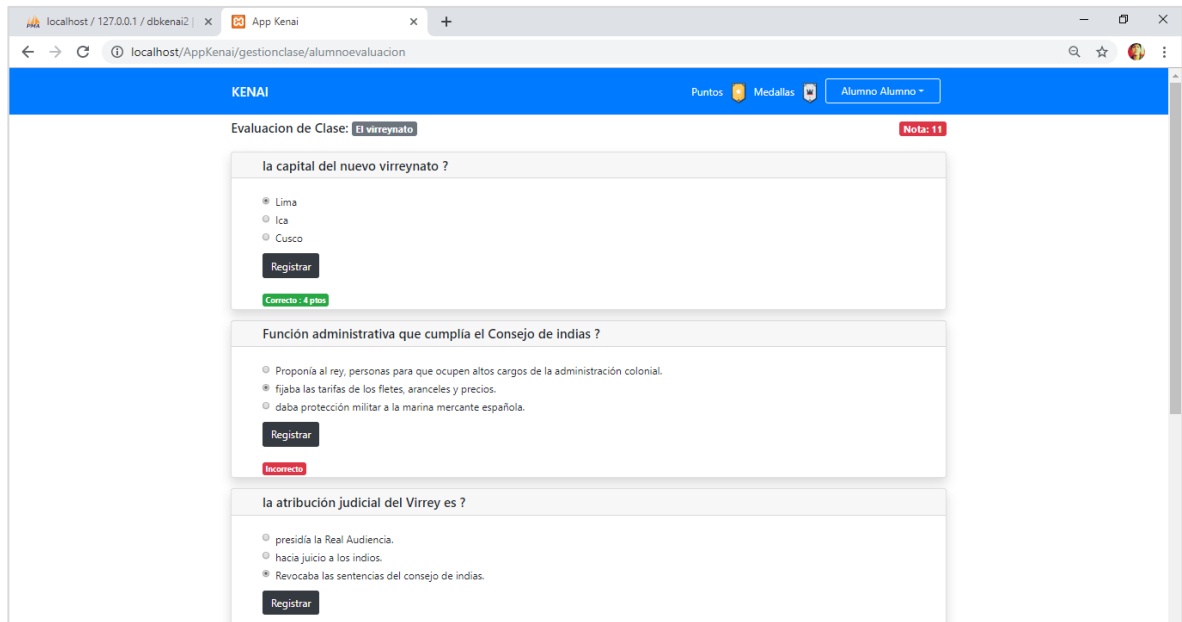 localhost / 127.0.0.1 / dbkenai2 |
App Kenai
localhost/AppKenai/gestionclase/alumnoevaluacion
KENAI
Puntos
Medallas
Alumno Alumno
Evaluacion de Clase: El virreynato
Nota: 11
la capital del nuevo virreynato ?
Lima
Ica
Cusco
Registrar
Correcto : 4 ptos
Función administrativa que cumplía el Consejo de indias ?
Proponía al rey, personas para que ocupen altos cargos de la administración colonial.
fijaba las tarifas de los fletes, aranceles y precios.
daba protección militar a la marina mercante española.
Registrar
Incorrecto
la atribución judicial del Virrey es ?
presidía la Real Audiencia.
hacia juicio a los indios.
Revocaba las sentencias del consejo de indias.
Registrar